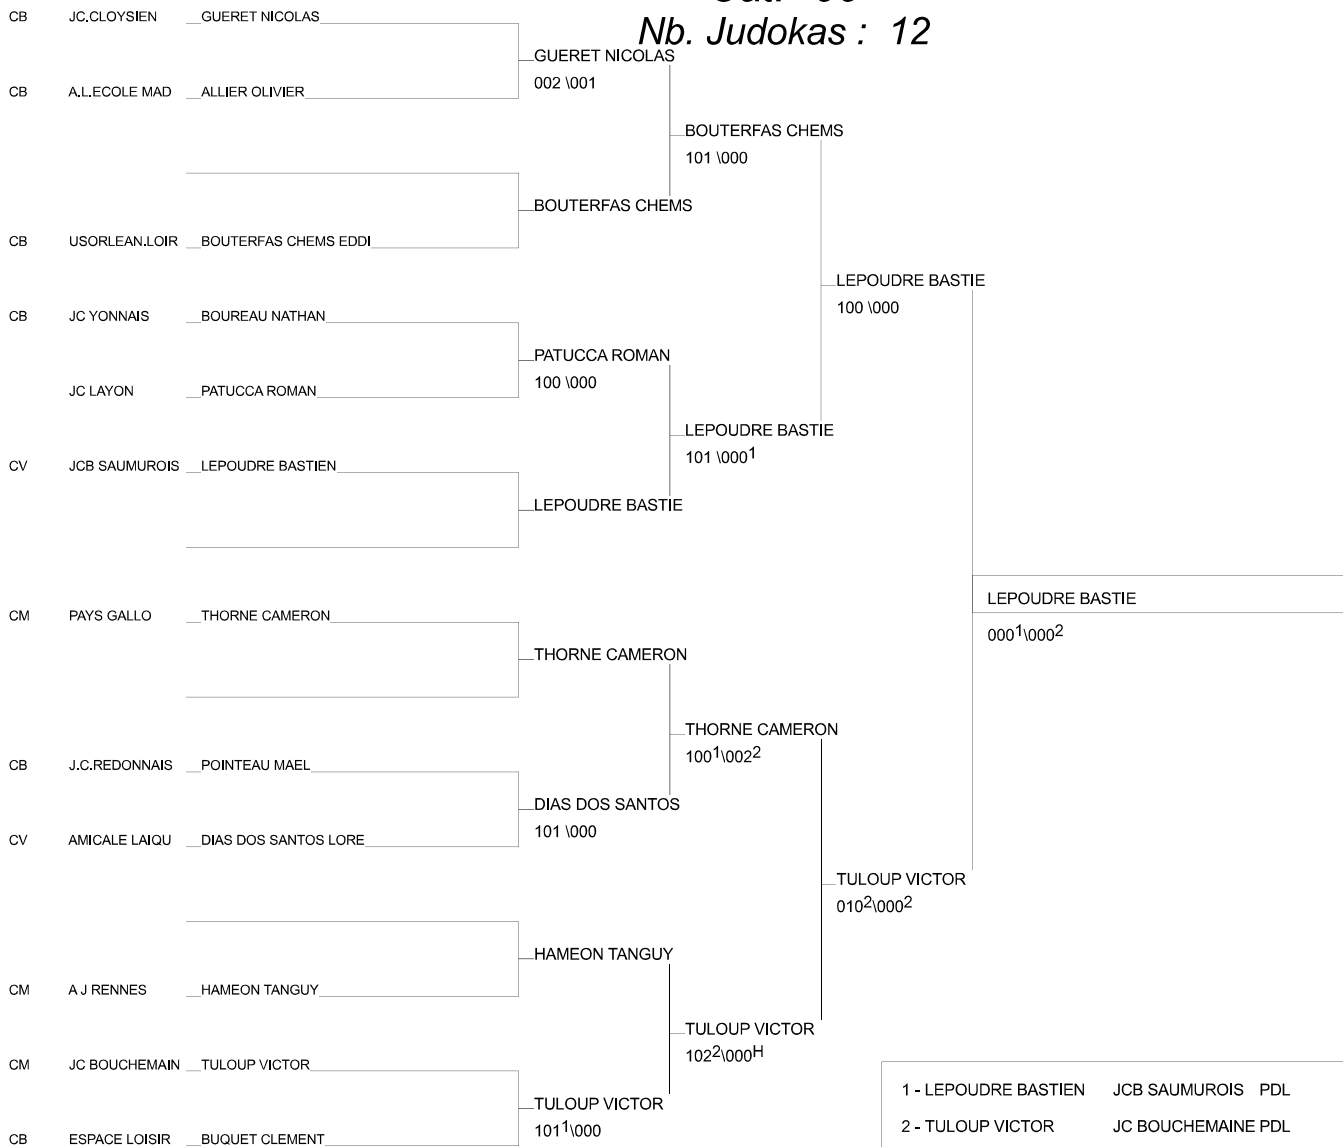 Nb. Judokas : 12
CB JC.CLOYSIEN GUERET NICOLAS
GUERET NICOLAS
002 \001
CB A.L.ECOLE MAD ALLIER OLIVIER
BOUTERFAS CHEMS
101 \000
BOUTERFAS CHEMS
CB USORLEAN.LOIR BOUTERFAS CHEMS EDDI
LEPOUDRE BASTIE
100 \000
CB JC YONNAIS BOUREAU NATHAN
PATUCCA ROMAN
100 \000
JC LAYON PATUCCA ROMAN
LEPOUDRE BASTIE
101 \000¹
CV JCB SAUMUROIS LEPOUDRE BASTIEN
LEPOUDRE BASTIE
LEPOUDRE BASTIE
000¹\000²
CM PAYS GALLO THORNE CAMERON
THORNE CAMERON
THORNE CAMERON
100¹\002²
CB J.C.REDONNAIS POINTEAU MAEL
DIAS DOS SANTOS
101 \000
CV AMICALE LAIQU DIAS DOS SANTOS LORE
TULOUP VICTOR
010²\000²
HAMEON TANGUY
CM A J RENNES HAMEON TANGUY
TULOUP VICTOR
102²\000ᴴ
CM JC BOUCHEMAIN TULOUP VICTOR
1 - LEPOUDRE BASTIEN JCB SAUMUROIS PDL
TULOUP VICTOR
101¹\000
2 - TULOUP VICTOR JC BOUCHEMAINE PDL
CB ESPACE LOISIR BUQUET CLEMENT